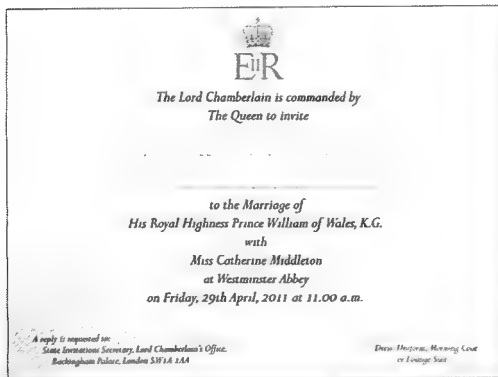 EIIR
The Lord Chamberlain is commanded by
The Queen to invite
to the Marriage of
His Royal Highness Prince William of Wales, K.G.
with
Miss Catherine Middleton
at Westminster Abbey
on Friday, 29th April, 2011 at 11.00 a.m.
A reply is requested to:
State Invitations Secretary, Lord Chamberlain's Office,
Buckingham Palace, London SW1A 1AA
Dress: Uniform, Morning Coat
or Lounge Suit